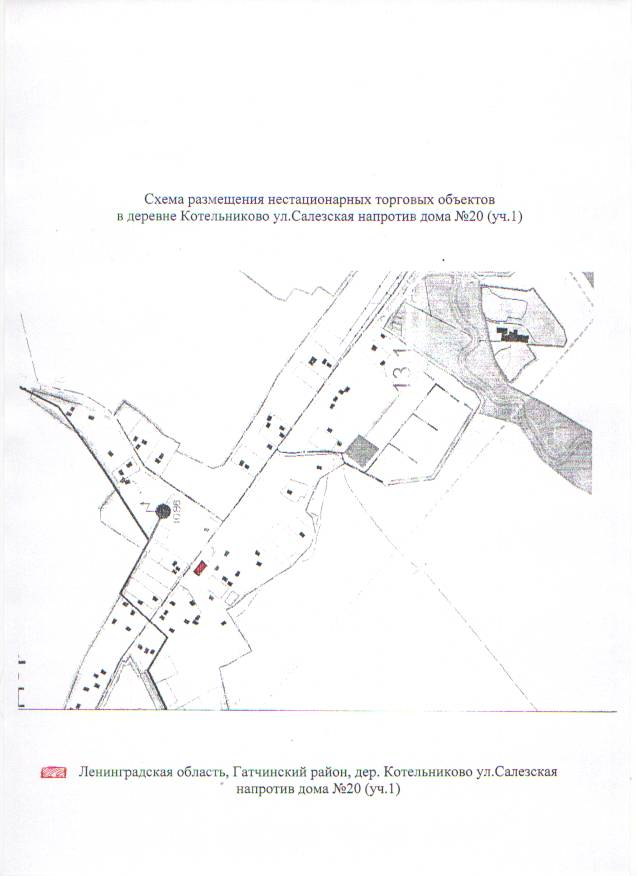 Схема размещения нестационарных торговых объектов
в деревне Котельниково ул.Салезская напротив дома №20 (уч.1)
131
1096
Ленинградская область, Гатчинский район, дер. Котельниково ул.Салезская
напротив дома №20 (уч.1)